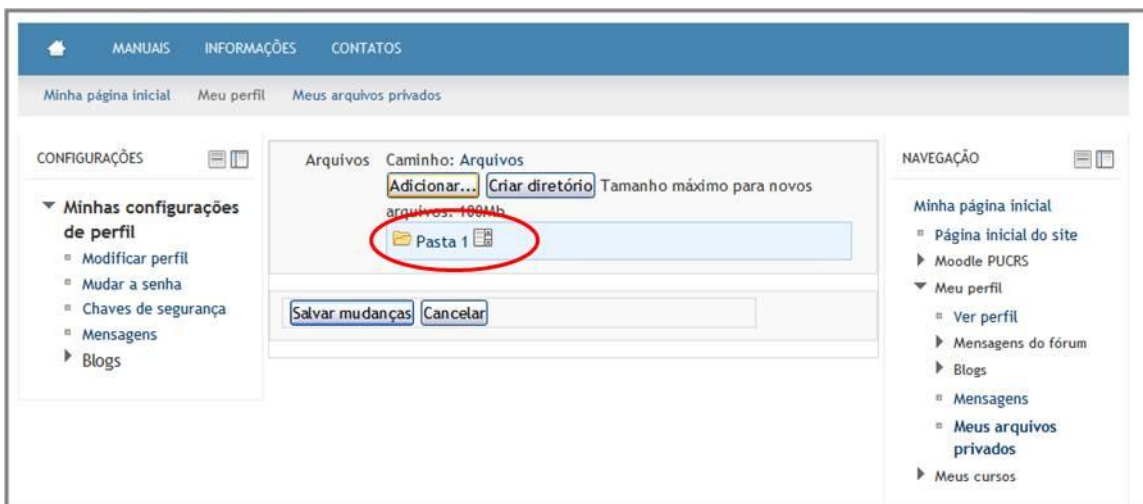 MANUAIS INFORMAÇÕES CONTATOS
Minha página inicial Meu perfil Meus arquivos privados
CONFIGURAÇÕES
Minhas configurações
de perfil
Modificar perfil
Mudar a senha
Chaves de segurança
Mensagens
Blogs
Arquivos Caminho: Arquivos
Adicionar... Criar diretório Tamanho máximo para novos
arquivos: 100Mb
Pasta 1
Salvar mudanças Cancelar
NAVEGAÇÃO
Minha página inicial
Página inicial do site
Moodle PUCRS
Meu perfil
Ver perfil
Mensagens do fórum
Blogs
Mensagens
Meus arquivos
privados
Meus cursos